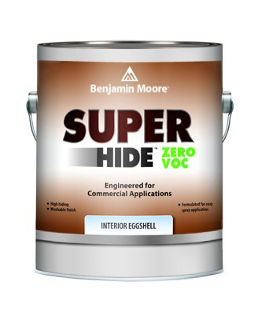 Benjamin Moore®
SUPER
HIDE™ ZERO
VOC
Engineered for
Commercial Applications
• High hiding
• Washable finish
• Formulated for easy
spray application
INTERIOR EGGSHELL